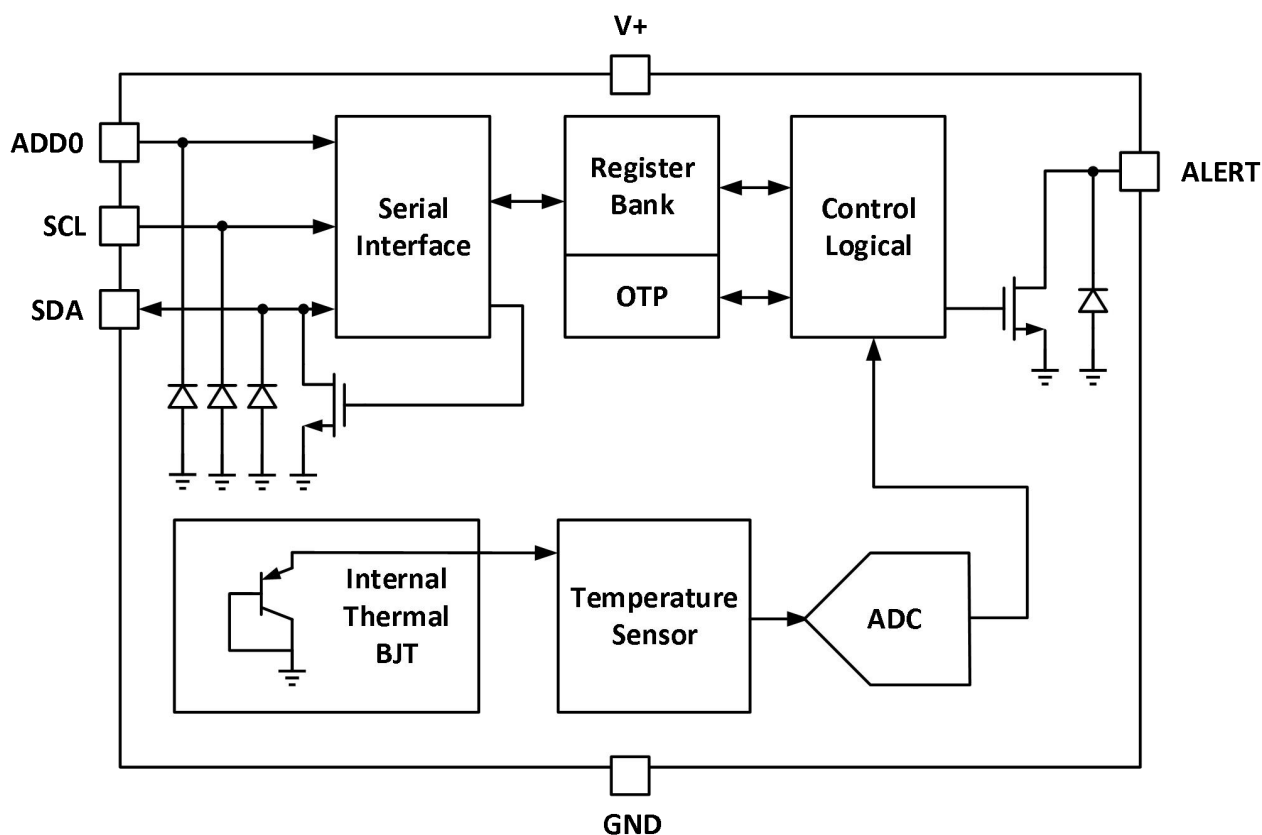 V+
ADD0
SCL
SDA
Serial
Interface
Register
Bank
OTP
Control
Logical
ALERT
Internal
Thermal
BJT
Temperature
Sensor
ADC
GND